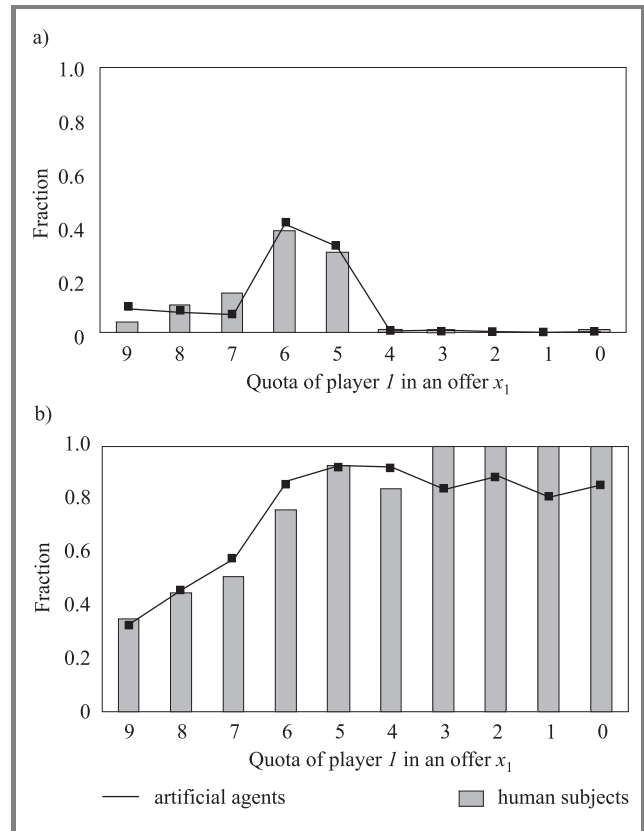 a)
1.0
0.8
0.6
0.4
0.2
0
Fraction
9 8 7 6 5 4 3 2 1 0
Quota of player 1 in an offer x₁
b)
1.0
0.8
0.6
0.4
0.2
0
Fraction
9 8 7 6 5 4 3 2 1 0
Quota of player 1 in an offer x₁
artificial agents human subjects